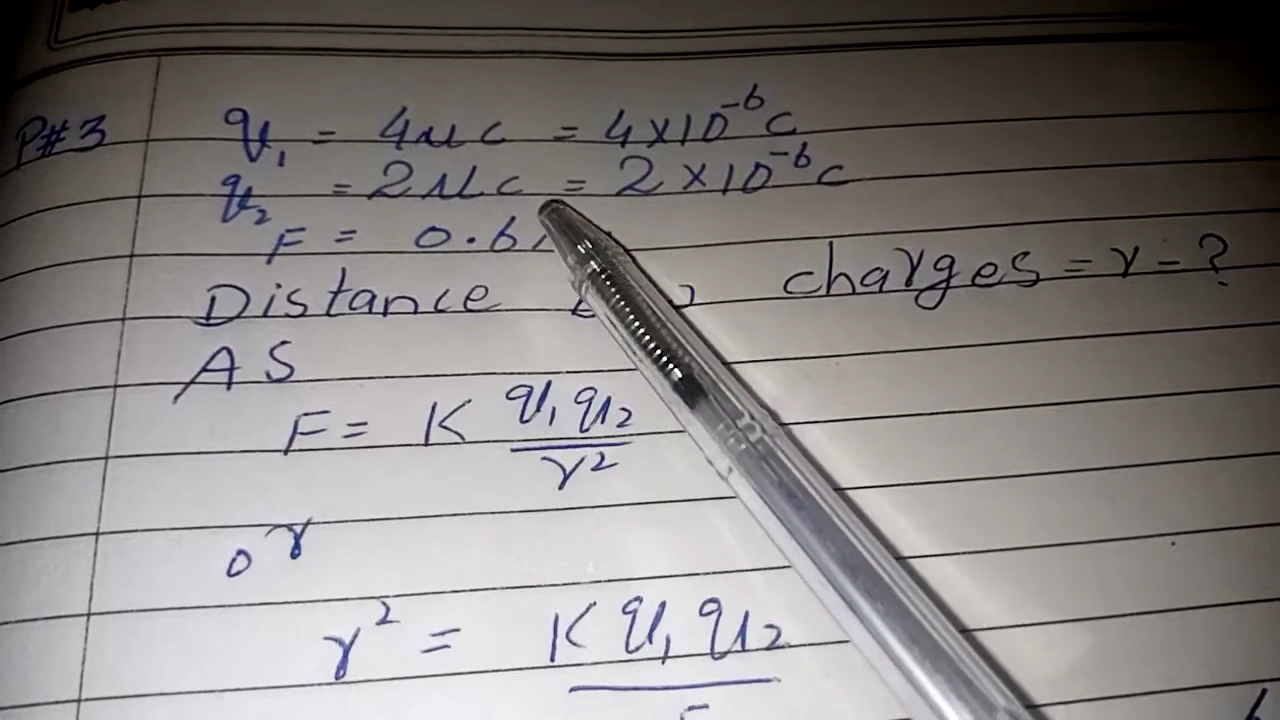 P#3
q₁ = 4μc = 4×10⁻⁶c
q₂ = 2μc = 2×10⁻⁶c
F = 0.6
Distance charges = r = ?
AS
F = K q₁q₂/r²
or
r² = K q₁q₂